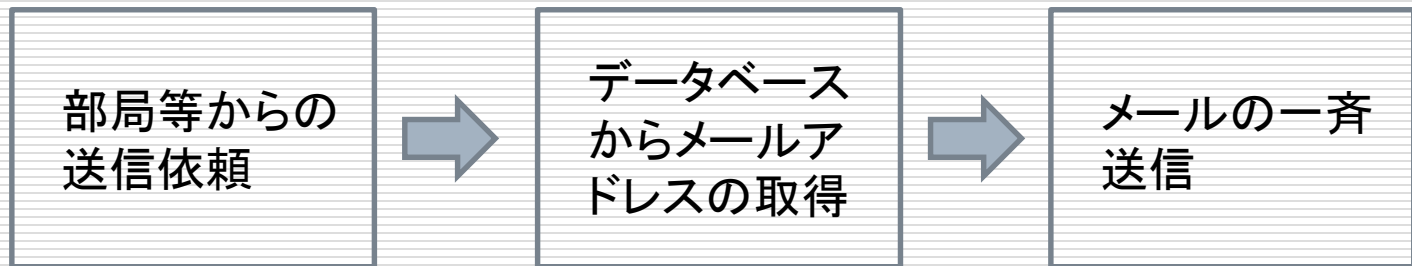 部局等からの
送信依頼
データベース
からメールア
ドレスの取得
メールの一斉
送信